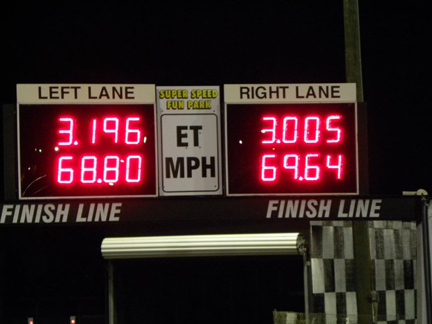 LEFT LANE
3.196
68.80
SUPER SPEED
FUN PARK
ET
MPH
RIGHT LANE
3.005
69.64
FINISH LINE
FINISH LINE